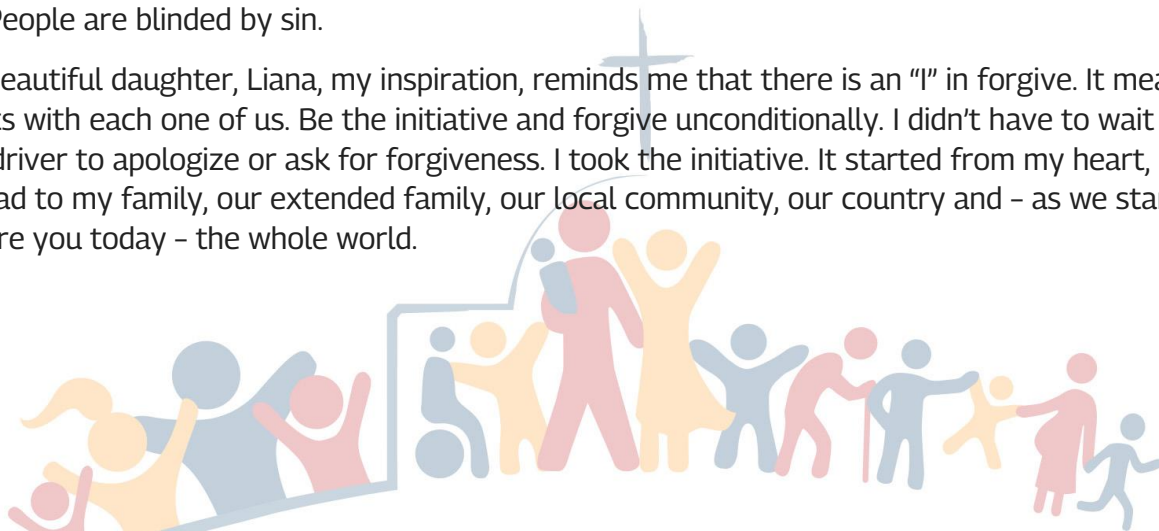 People are blinded by sin.
eautiful daughter, Liana, my inspiration, reminds me that there is an “I” in forgive. It mea
ts with each one of us. Be the initiative and forgive unconditionally. I didn’t have to wait
driver to apologize or ask for forgiveness. I took the initiative. It started from my heart,
ad to my family, our extended family, our local community, our country and – as we star
re you today – the whole world.